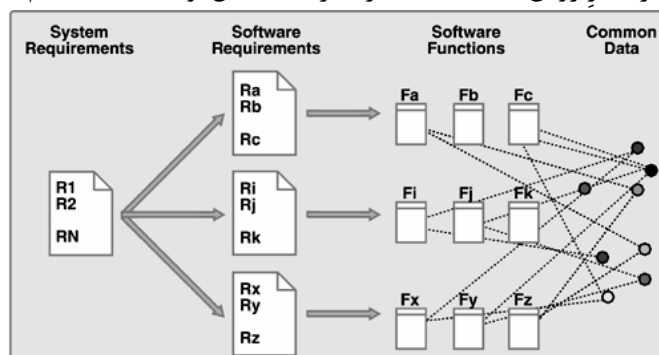 System Requirements
Software Requirements
Software Functions
Common Data
R1
R2
RN
Ra
Rb
Rc
Ri
Rj
Rk
Rx
Ry
Rz
Fa Fb Fc
Fi Fj Fk
Fx Fy Fz